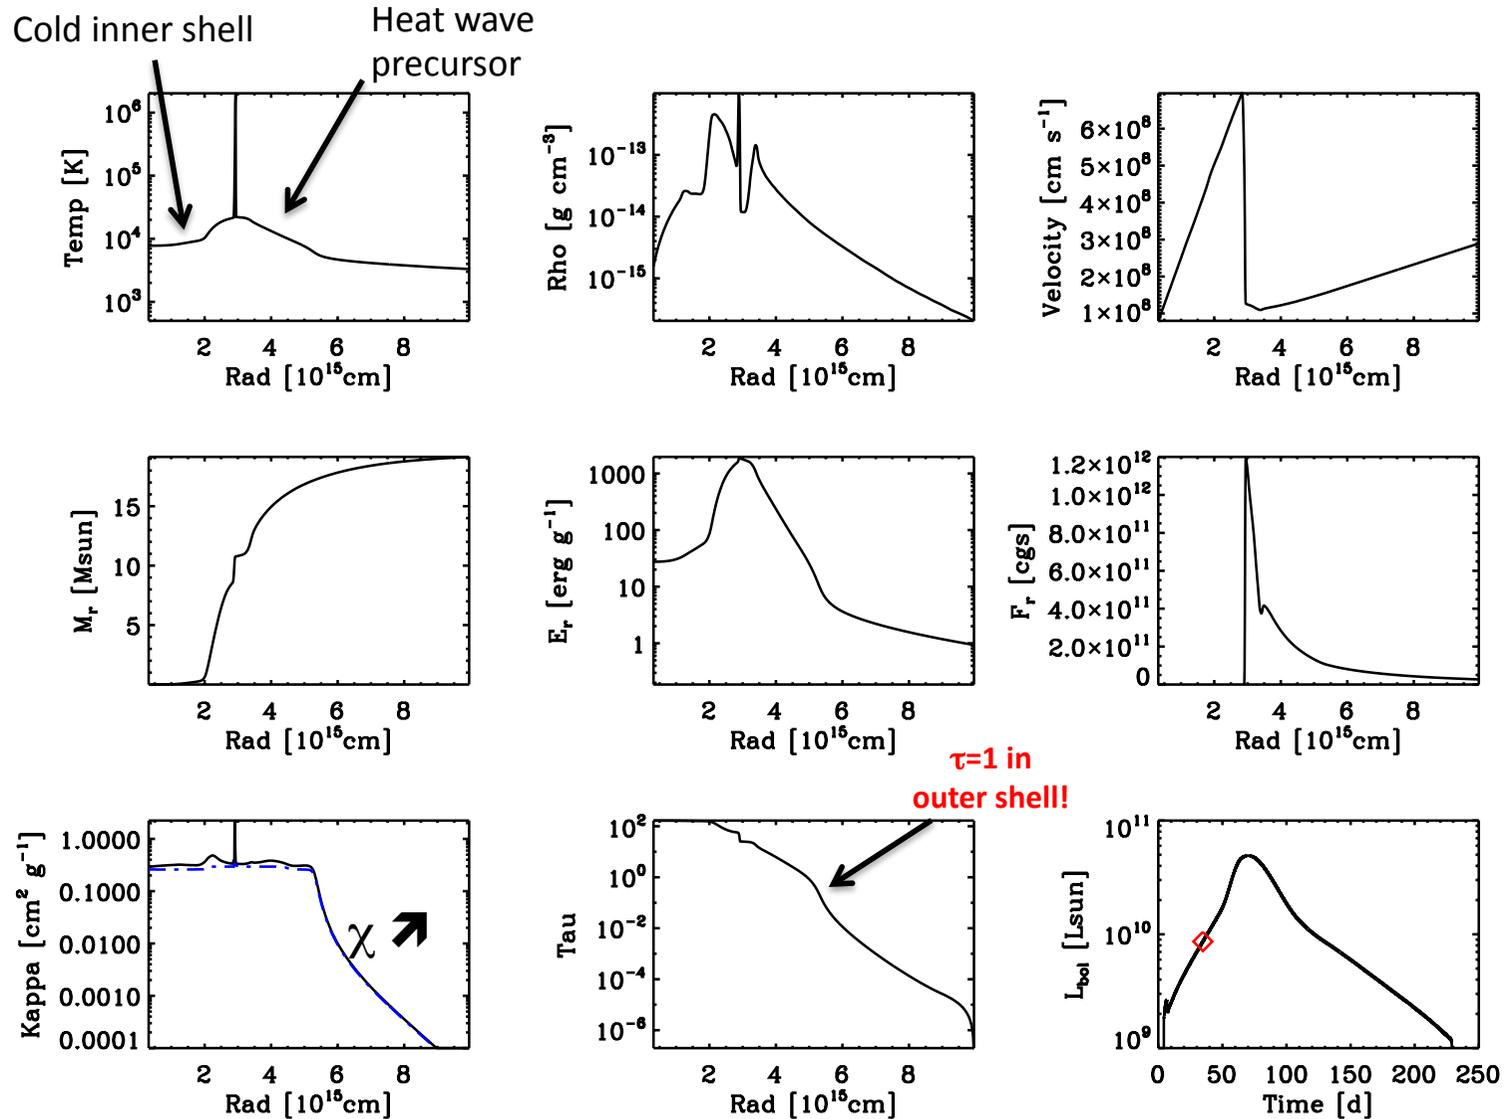 Cold inner shell
Heat wave
precursor
10⁶
10⁵
10⁴
10³
Temp [K]
2 4 6 8
Rad [10¹⁵cm]
10⁻¹³
10⁻¹⁴
10⁻¹⁵
Rho [g cm⁻³]
2 4 6 8
Rad [10¹⁵cm]
6×10⁸
5×10⁸
4×10⁸
3×10⁸
2×10⁸
1×10⁸
Velocity [cm s⁻¹]
2 4 6 8
Rad [10¹⁵cm]
15
10
5
Mᵣ [Msun]
2 4 6 8
Rad [10¹⁵cm]
1000
100
10
1
Eᵣ [erg g⁻¹]
2 4 6 8
Rad [10¹⁵cm]
1.2×10¹²
1.0×10¹²
8.0×10¹¹
6.0×10¹¹
4.0×10¹¹
2.0×10¹¹
0
Fᵣ [cgs]
2 4 6 8
Rad [10¹⁵cm]
τ=1 in
outer shell!
1.0000
0.1000
0.0100
0.0010
0.0001
Kappa [cm² g⁻¹]
χ
2 4 6 8
Rad [10¹⁵cm]
10²
10⁰
10⁻²
10⁻⁴
10⁻⁶
Tau
2 4 6 8
Rad [10¹⁵cm]
10¹¹
10¹⁰
10⁹
L_bol [Lsun]
0 50 100 150 200 250
Time [d]